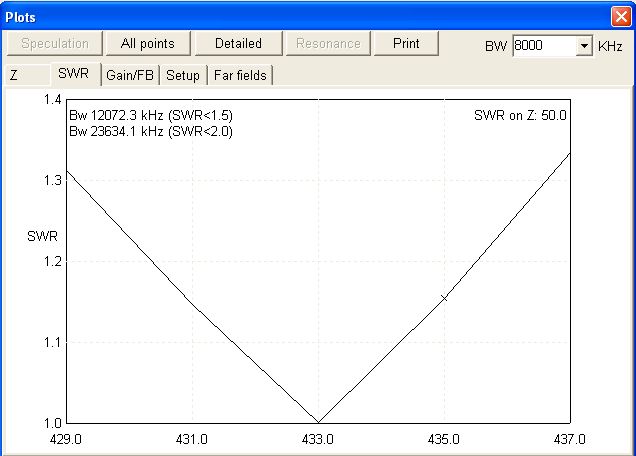 Plots
Speculation All points Detailed Resonance Print BW 8000 KHz
Z SWR Gain/FB Setup Far fields
1.4
Bw 12072.3 kHz (SWR<1.5) SWR on Z: 50.0
Bw 23634.1 kHz (SWR<2.0)
1.3
SWR
1.2
1.1
1.0
429.0 431.0 433.0 435.0 437.0